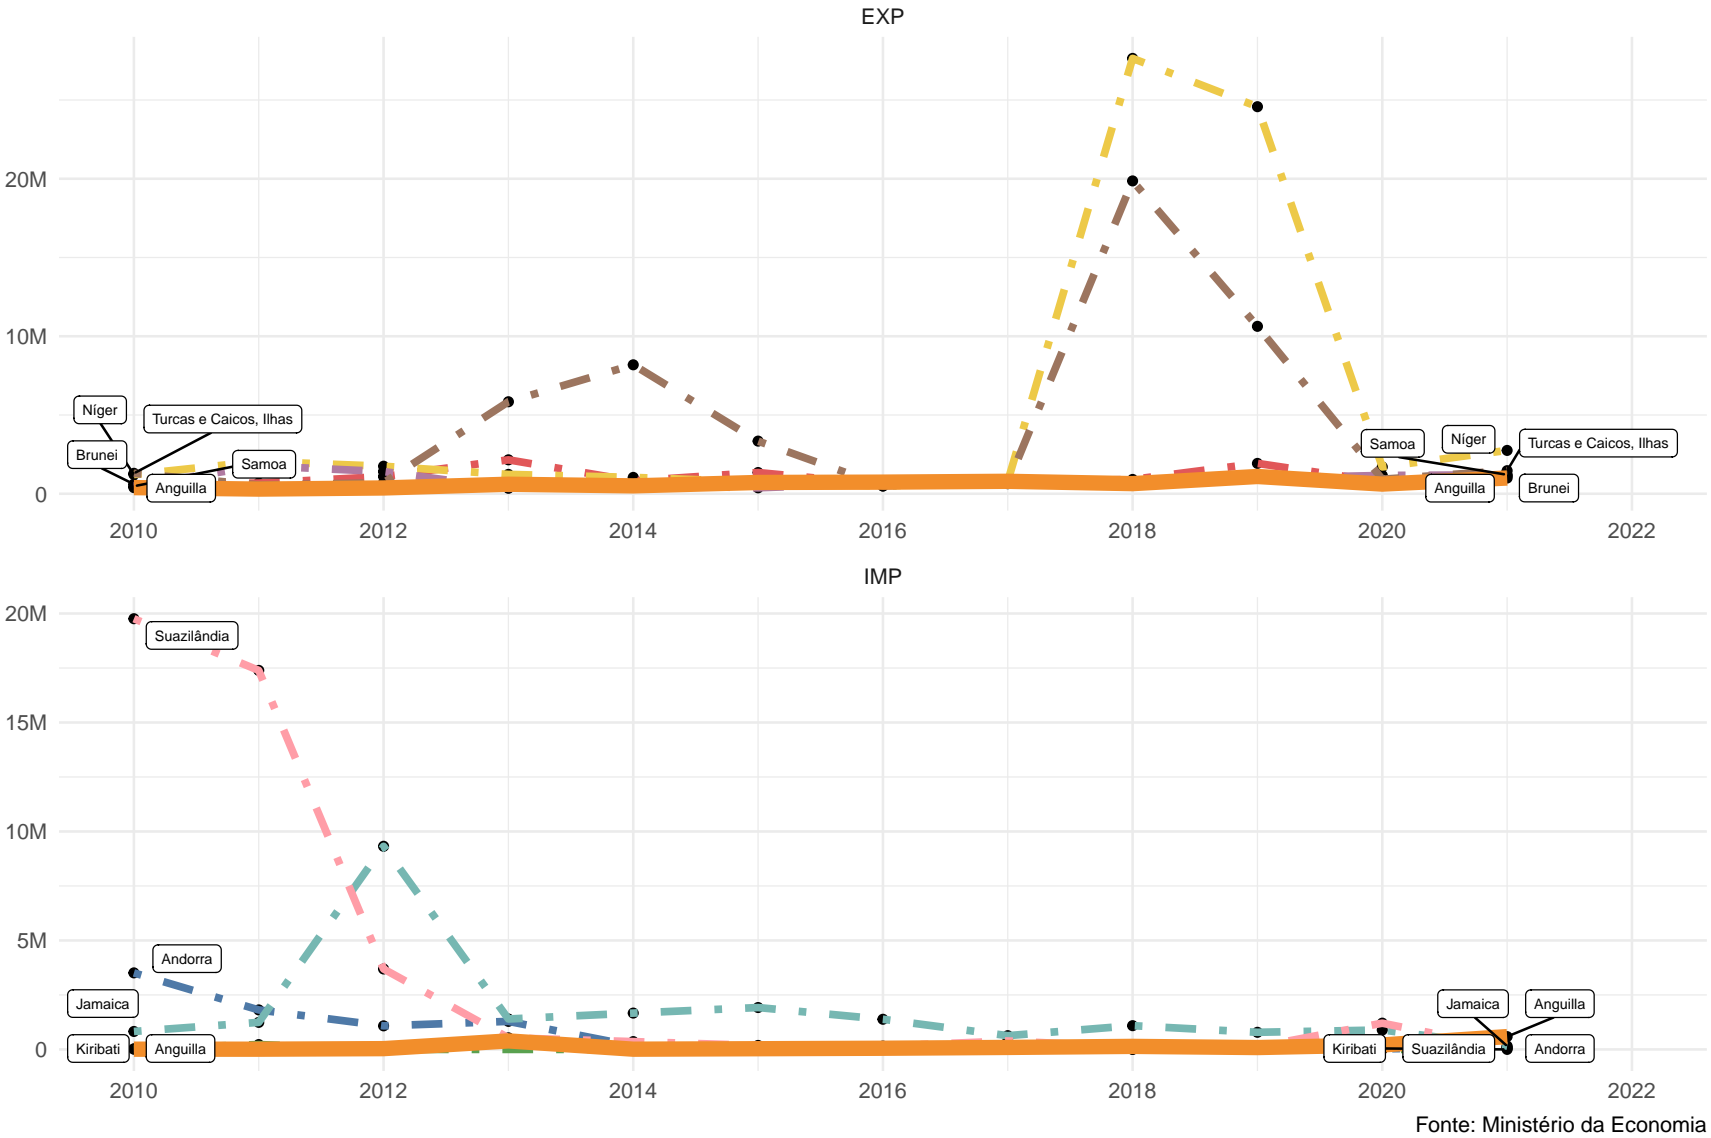 EXP
20M
10M
0
Níger
Turcas e Caicos, Ilhas
Brunei
Samoa
Anguilla
Samoa
Níger
Turcas e Caicos, Ilhas
Anguilla
Brunei
2010 2012 2014 2016 2018 2020 2022
IMP
20M
15M
10M
5M
0
Suazilândia
Andorra
Jamaica
Kiribati
Anguilla
Jamaica
Anguilla
Kiribati
Suazilândia
Andorra
2010 2012 2014 2016 2018 2020 2022
Fonte: Ministério da Economia